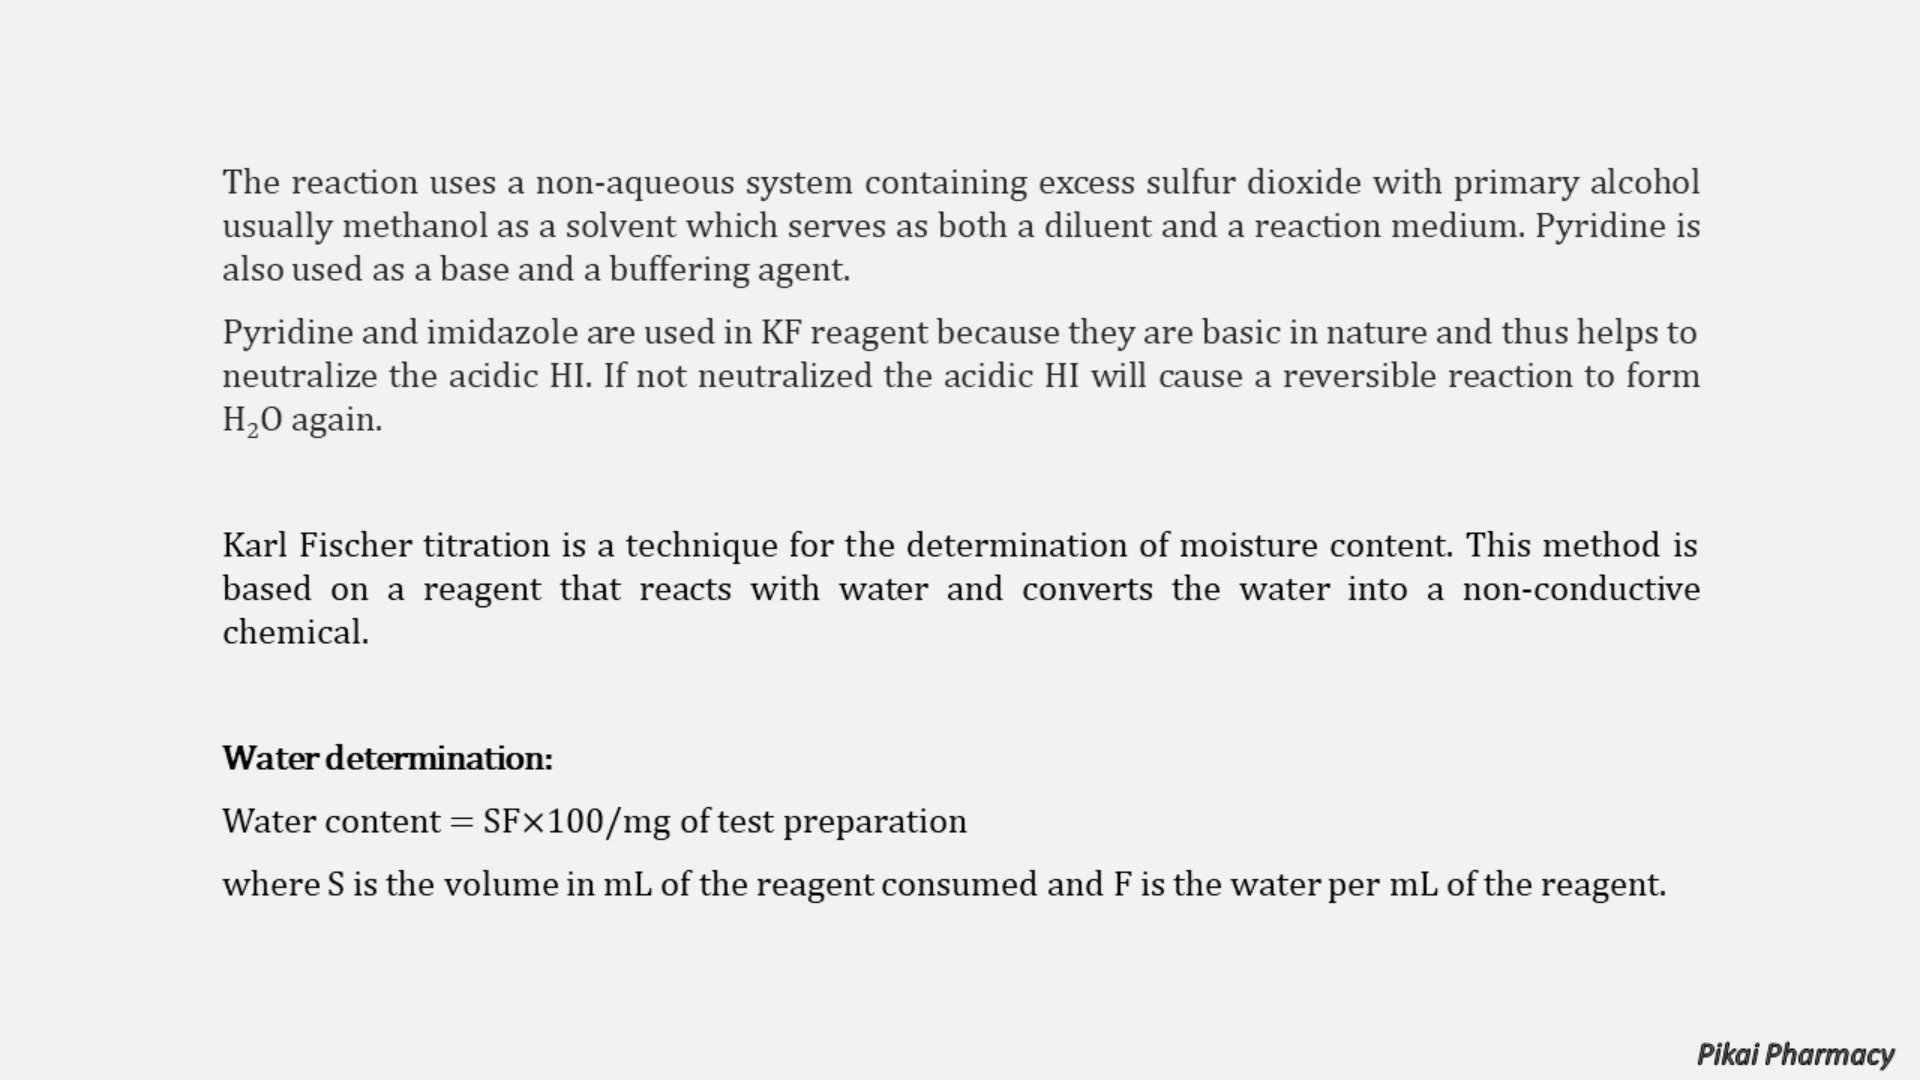 The reaction uses a non-aqueous system containing excess sulfur dioxide with primary alcohol
usually methanol as a solvent which serves as both a diluent and a reaction medium. Pyridine is
also used as a base and a buffering agent.
Pyridine and imidazole are used in KF reagent because they are basic in nature and thus helps to
neutralize the acidic HI. If not neutralized the acidic HI will cause a reversible reaction to form
H₂O again.
Karl Fischer titration is a technique for the determination of moisture content. This method is
based on a reagent that reacts with water and converts the water into a non-conductive
chemical.
Water determination:
Water content = SF×100/mg of test preparation
where S is the volume in mL of the reagent consumed and F is the water per mL of the reagent.
Pikai Pharmacy